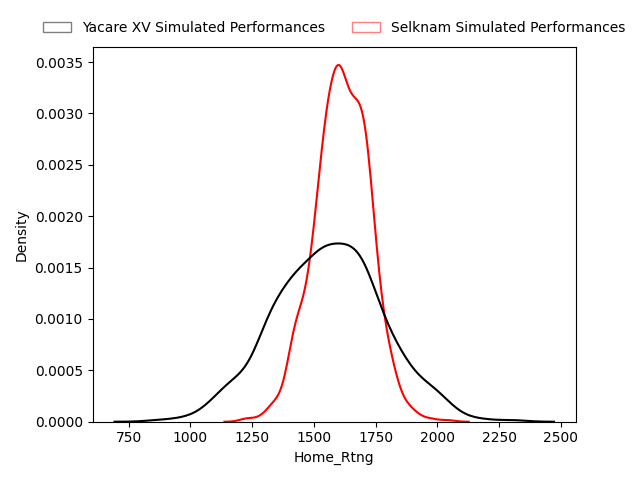 Yacare XV Simulated Performances Selknam Simulated Performances
0.0035
0.0030
0.0025
0.0020
0.0015
0.0010
0.0005
0.0000
Density
750 1000 1250 1500 1750 2000 2250 2500
Home_Rtng